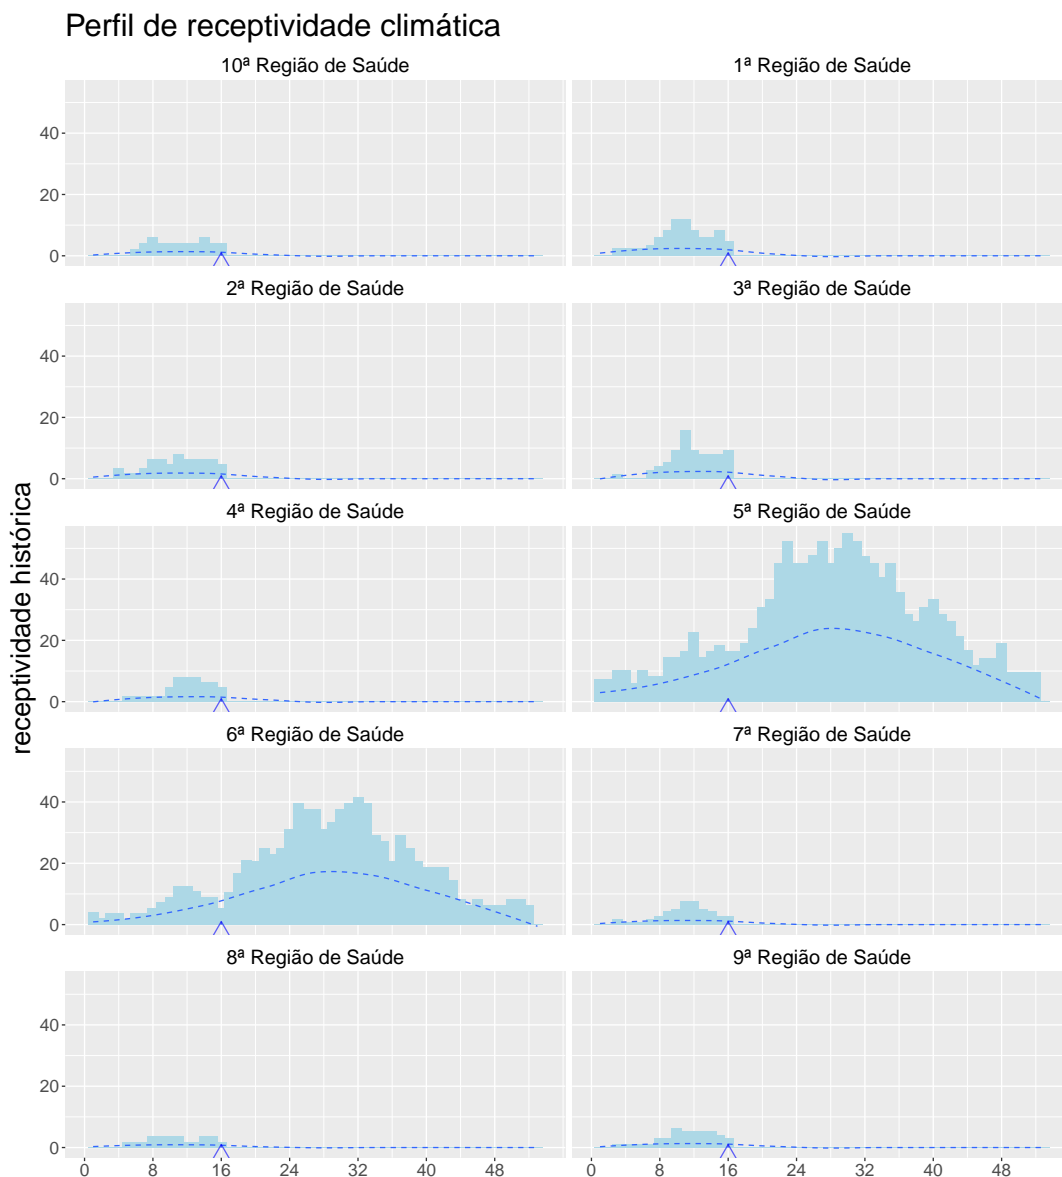 Perfil de receptividade climática
10ª Região de Saúde
1ª Região de Saúde
40
20
0
2ª Região de Saúde
3ª Região de Saúde
40
20
0
receptividade histórica
4ª Região de Saúde
5ª Região de Saúde
40
20
0
6ª Região de Saúde
7ª Região de Saúde
40
20
0
8ª Região de Saúde
9ª Região de Saúde
40
20
0
0 8 16 24 32 40 48
0 8 16 24 32 40 48